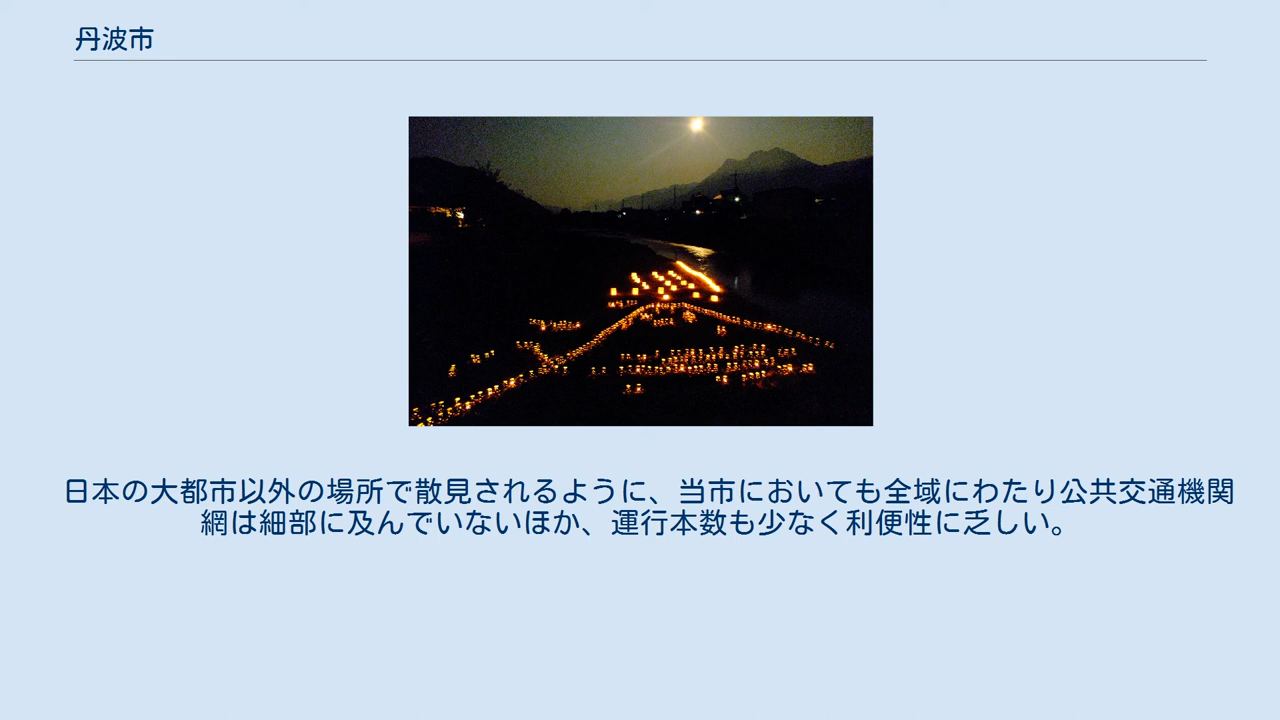 丹波市
日本の大都市以外の場所で散見されるように、当市においても全域にわたり公共交通機関
網は細部に及んでいないほか、運行本数も少なく利便性に乏しい。